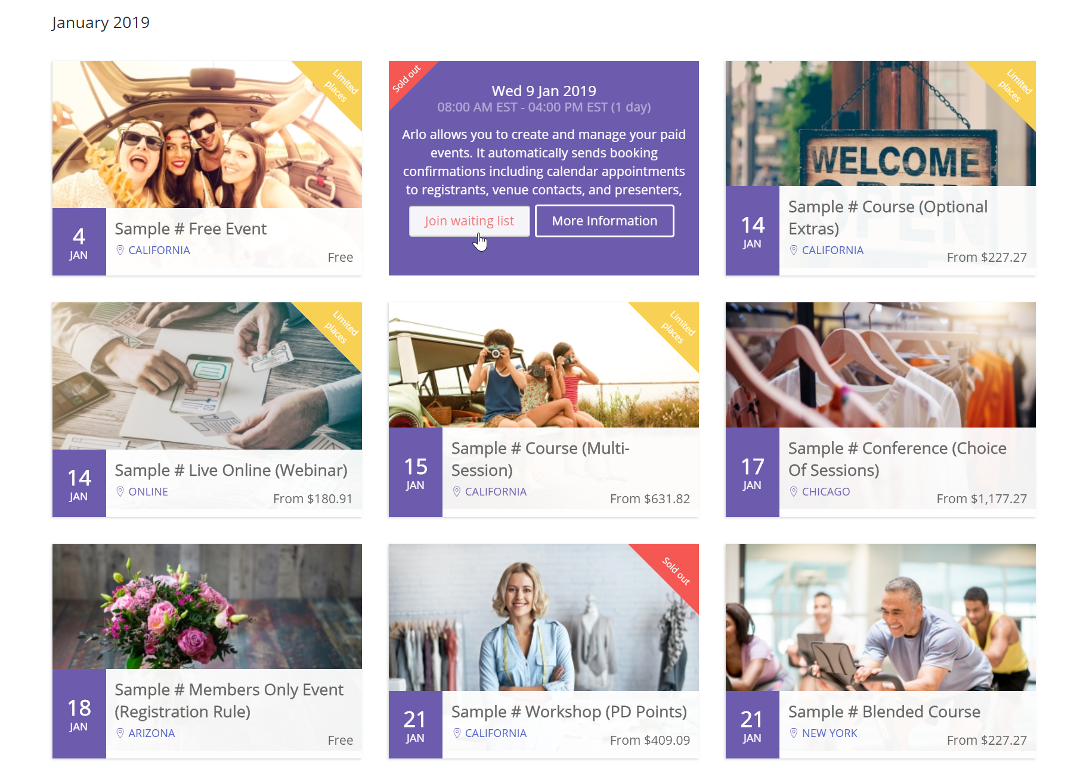 January 2019
Limited
places
4
JAN
Sample # Free Event
CALIFORNIA
Free
Sold out
Wed 9 Jan 2019
08:00 AM EST - 04:00 PM EST (1 day)
Arlo allows you to create and manage your paid
events. It automatically sends booking
confirmations including calendar appointments
to registrants, venue contacts, and presenters,
Join waiting list
More Information
Limited
places
WELCOME
OPEN
14
JAN
Sample # Course (Optional
Extras)
CALIFORNIA
From $227.27
Limited
places
14
JAN
Sample # Live Online (Webinar)
ONLINE
From $180.91
Limited
places
15
JAN
Sample # Course (Multi-
Session)
CALIFORNIA
From $631.82
17
JAN
Sample # Conference (Choice
Of Sessions)
CHICAGO
From $1,177.27
18
JAN
Sample # Members Only Event
(Registration Rule)
ARIZONA
Free
Sold out
21
JAN
Sample # Workshop (PD Points)
CALIFORNIA
From $409.09
21
JAN
Sample # Blended Course
NEW YORK
From $227.27